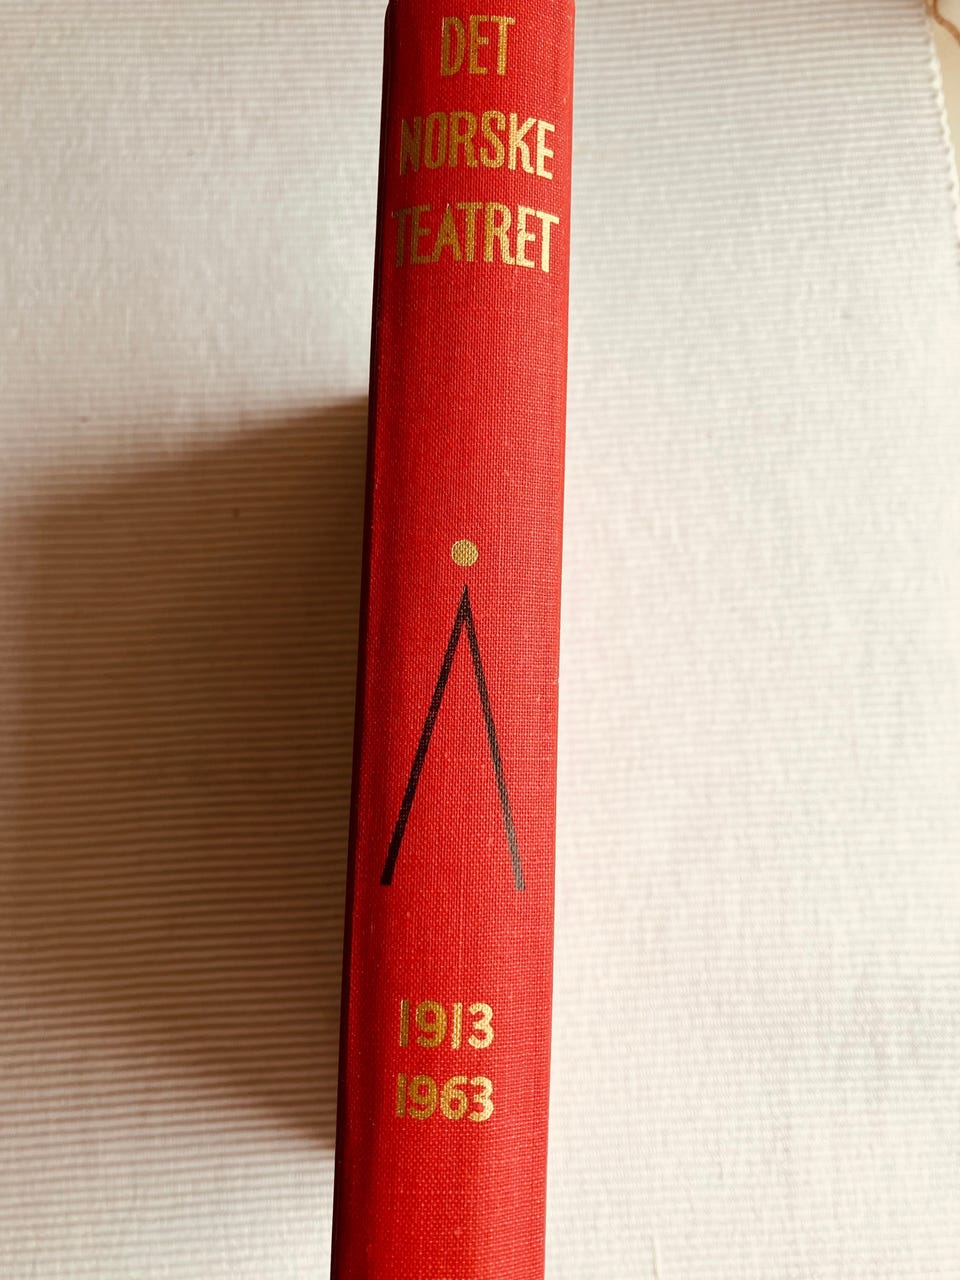 DET
NORSKE
TEATRET
1913
1963